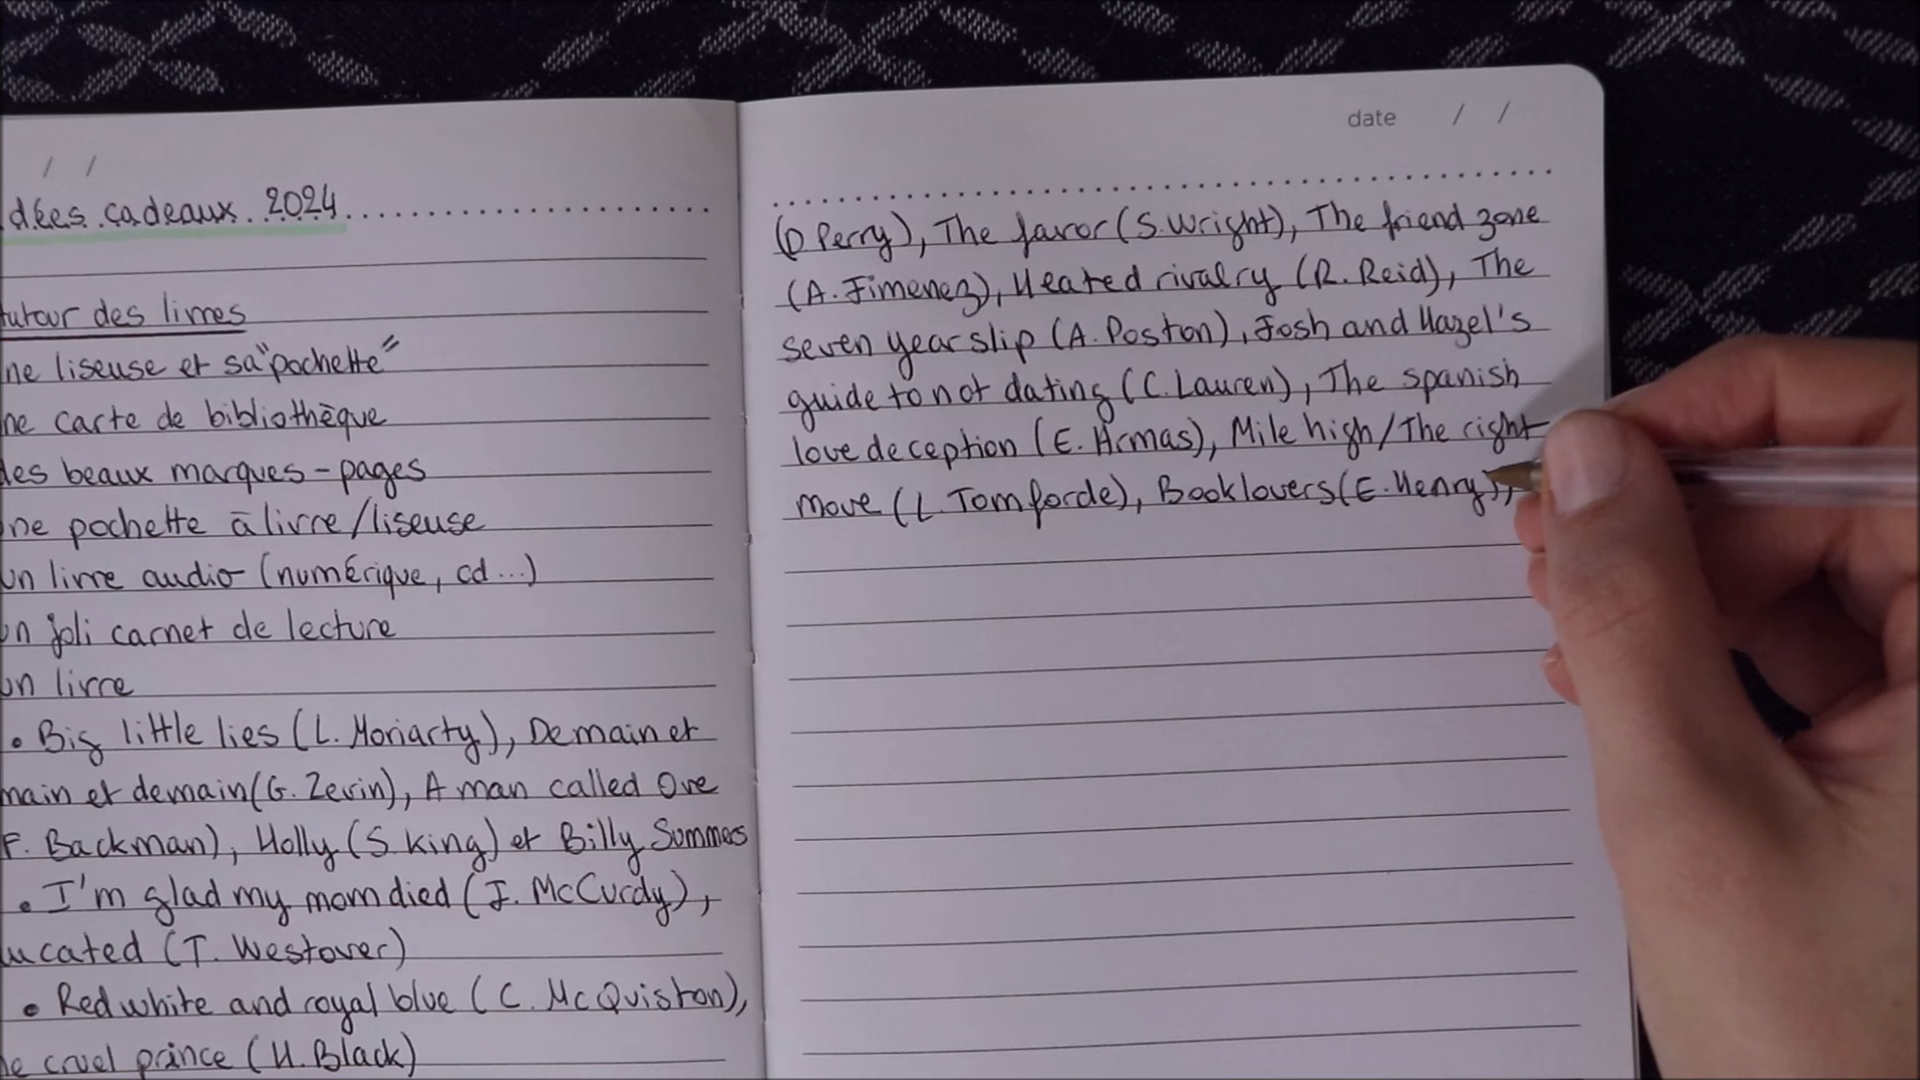 / /
dées cadeaux 2024
autour des livres
ne liseuse et sa "pochette"
ne carte de bibliothèque
des beaux marques-pages
ne pochette à livre/liseuse
un livre audio (numérique, cd...)
un joli carnet de lecture
un livre
• Big little lies (L. Moriarty), Demain et
main et demain (G. Zevin), A man called Ove
F. Backman), Holly (S. King) et Billy Summers
• I'm glad my mom died (J. McCurdy),
ucated (T. Westover)
• Red white and royal blue (C. McQuiston),
he cruel prince (H. Black)
date / /
(D Perry), The favor (S. Wright), The friend zone
(A. Jimenez), Heated rivalry (R. Reid), The
seven year slip (A. Poston), Josh and Hazel's
guide to not dating (C. Lauren), The spanish
love deception (E. Armas), Mile high/The right
move (L. Tomforde), Book lovers (E. Henry),